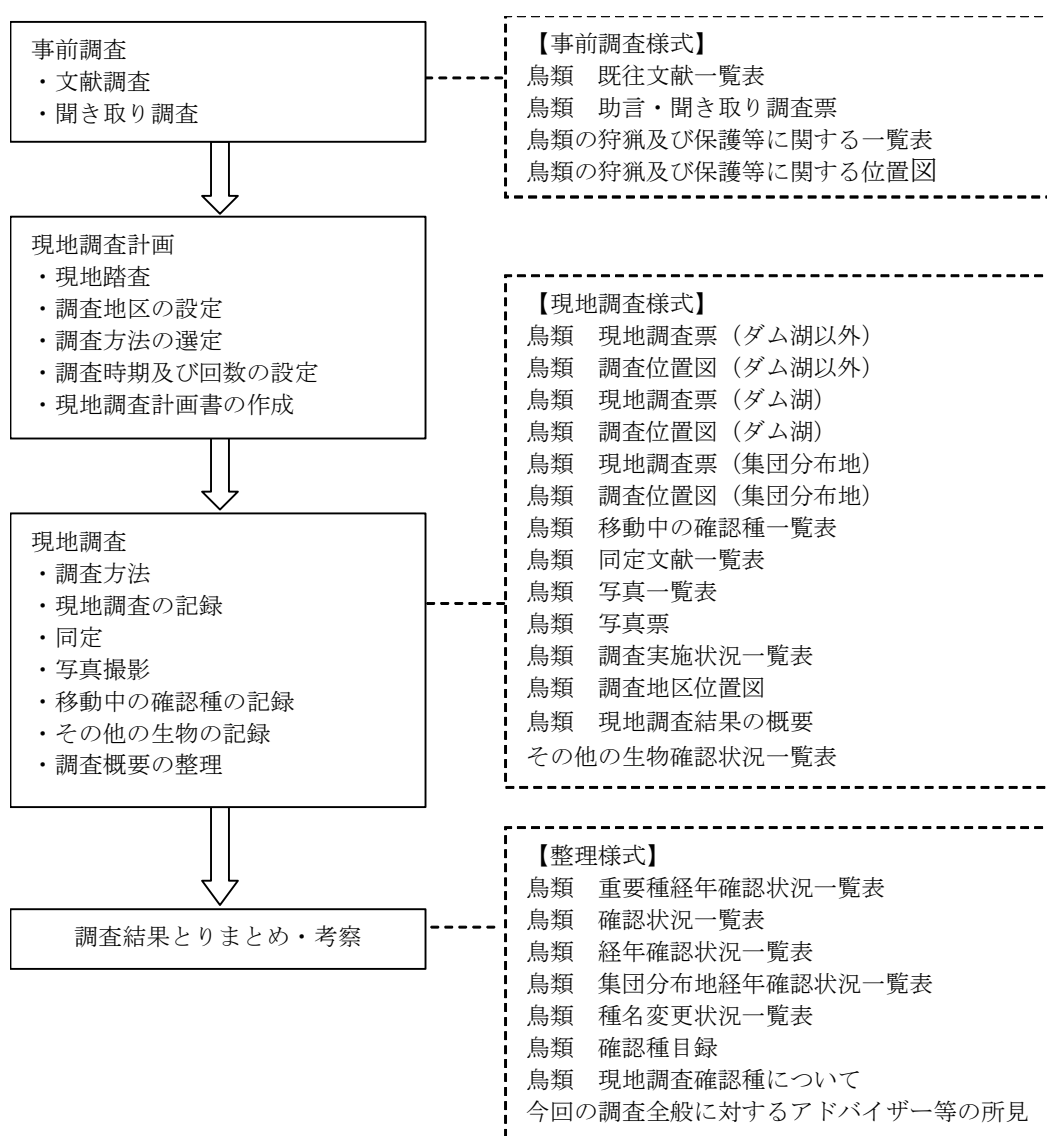 事前調査
・文献調査
・聞き取り調査
【事前調査様式】
鳥類　既往文献一覧表
鳥類　助言・聞き取り調査票
鳥類の狩猟及び保護等に関する一覧表
鳥類の狩猟及び保護等に関する位置図
現地調査計画
・現地踏査
・調査地区の設定
・調査方法の選定
・調査時期及び回数の設定
・現地調査計画書の作成
現地調査
・調査方法
・現地調査の記録
・同定
・写真撮影
・移動中の確認種の記録
・その他の生物の記録
・調査概要の整理
【現地調査様式】
鳥類　現地調査票（ダム湖以外）
鳥類　調査位置図（ダム湖以外）
鳥類　現地調査票（ダム湖）
鳥類　調査位置図（ダム湖）
鳥類　現地調査票（集団分布地）
鳥類　調査位置図（集団分布地）
鳥類　移動中の確認種一覧表
鳥類　同定文献一覧表
鳥類　写真一覧表
鳥類　写真票
鳥類　調査実施状況一覧表
鳥類　調査地区位置図
鳥類　現地調査結果の概要
その他の生物確認状況一覧表
調査結果とりまとめ・考察
【整理様式】
鳥類　重要種経年確認状況一覧表
鳥類　確認状況一覧表
鳥類　経年確認状況一覧表
鳥類　集団分布地経年確認状況一覧表
鳥類　種名変更状況一覧表
鳥類　確認種目録
鳥類　現地調査確認種について
今回の調査全般に対するアドバイザー等の所見